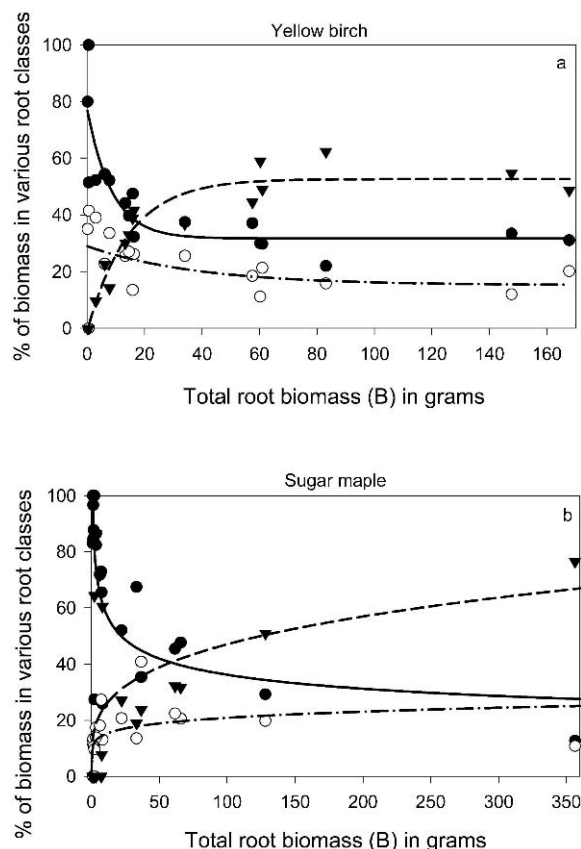 Yellow birch
a
% of biomass in various root classes
100
80
60
40
20
0
0 20 40 60 80 100 120 140 160
Total root biomass (B) in grams
Sugar maple
b
% of biomass in various root classes
100
80
60
40
20
0
0 50 100 150 200 250 300 350
Total root biomass (B) in grams